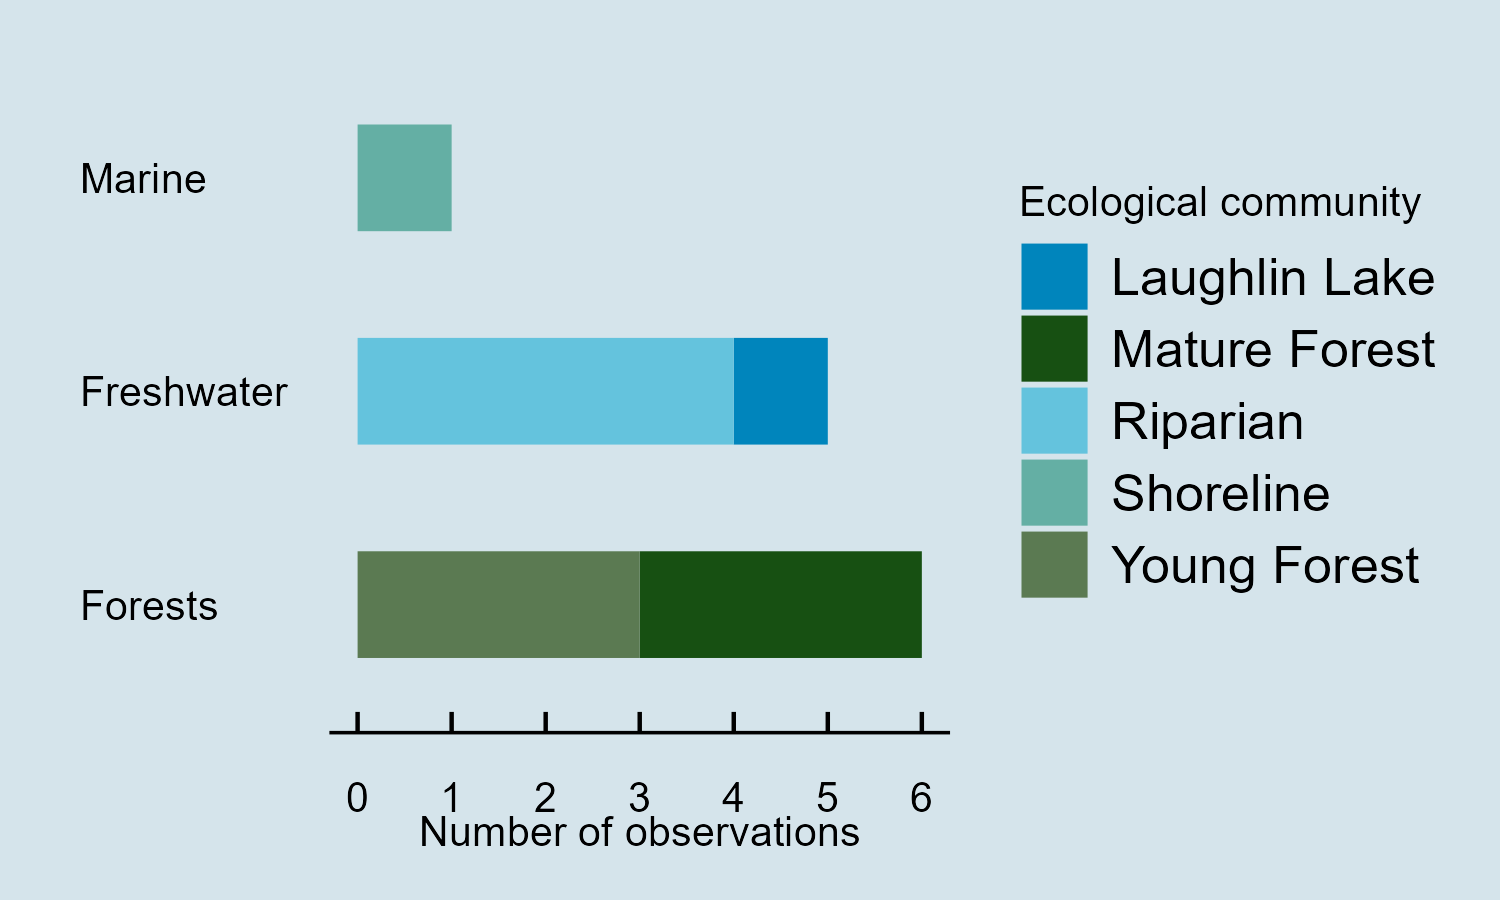 Marine
Freshwater
Forests
0 1 2 3 4 5 6
Number of observations
Ecological community
Laughlin Lake
Mature Forest
Riparian
Shoreline
Young Forest